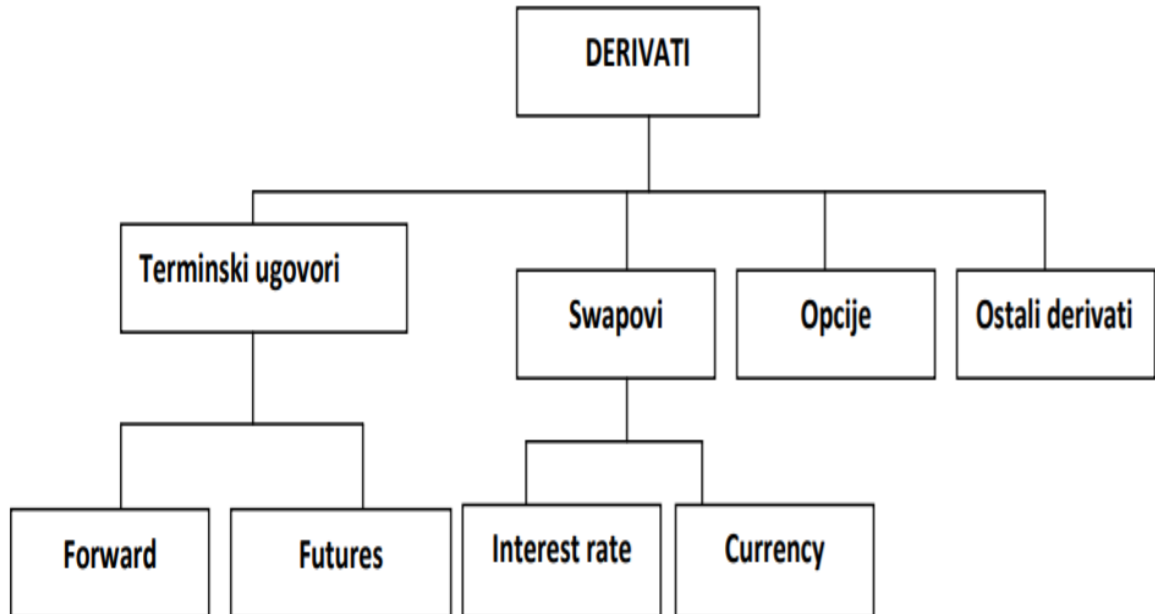 DERIVATI
Terminski ugovori
Swapovi
Opcije
Ostali derivati
Forward
Futures
Interest rate
Currency